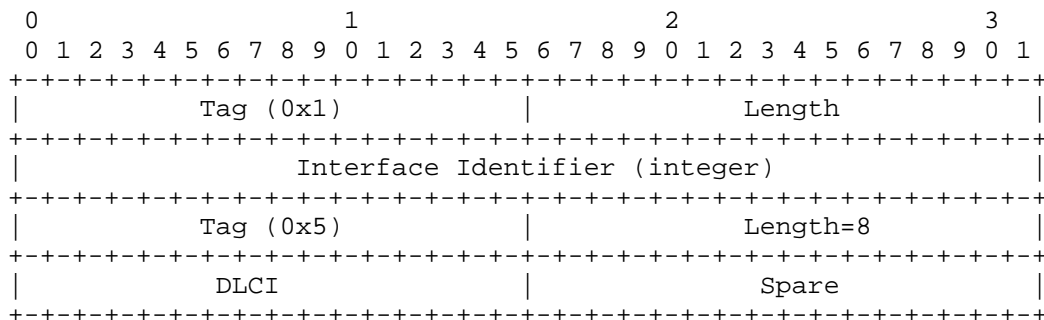 0                   1                   2                   3
 0 1 2 3 4 5 6 7 8 9 0 1 2 3 4 5 6 7 8 9 0 1 2 3 4 5 6 7 8 9 0 1
+-+-+-+-+-+-+-+-+-+-+-+-+-+-+-+-+-+-+-+-+-+-+-+-+-+-+-+-+-+-+-+-+
|           Tag (0x1)           |             Length            |
+-+-+-+-+-+-+-+-+-+-+-+-+-+-+-+-+-+-+-+-+-+-+-+-+-+-+-+-+-+-+-+-+
|                 Interface Identifier (integer)                |
+-+-+-+-+-+-+-+-+-+-+-+-+-+-+-+-+-+-+-+-+-+-+-+-+-+-+-+-+-+-+-+-+
|           Tag (0x5)           |             Length=8          |
+-+-+-+-+-+-+-+-+-+-+-+-+-+-+-+-+-+-+-+-+-+-+-+-+-+-+-+-+-+-+-+-+
|            DLCI               |              Spare            |
+-+-+-+-+-+-+-+-+-+-+-+-+-+-+-+-+-+-+-+-+-+-+-+-+-+-+-+-+-+-+-+-+